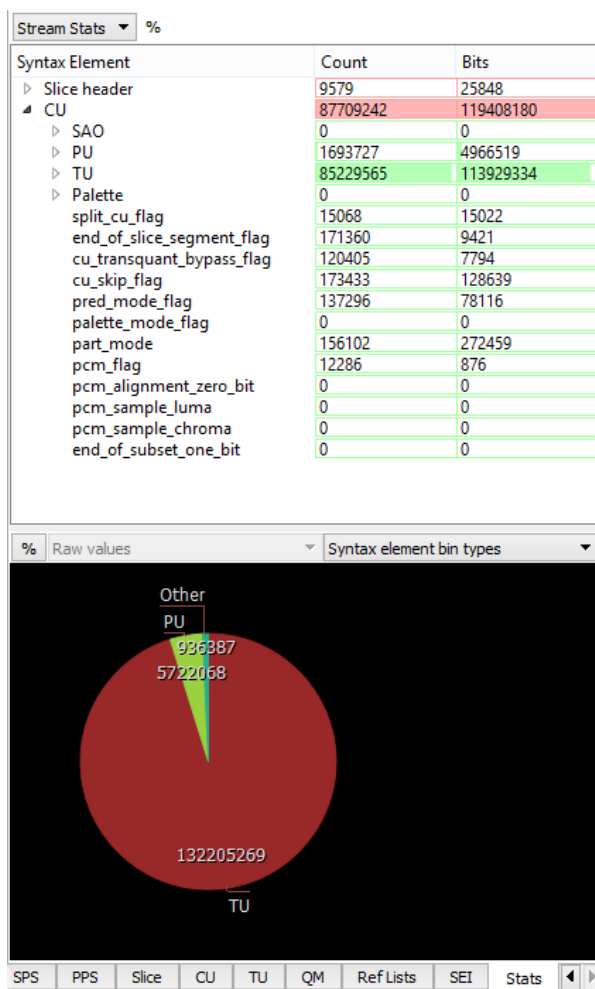 Stream Stats %
Syntax Element Count Bits
Slice header 9579 25848
CU 87709242 119408180
SAO 0 0
PU 1693727 4966519
TU 85229565 113929334
Palette 0 0
split_cu_flag 15068 15022
end_of_slice_segment_flag 171360 9421
cu_transquant_bypass_flag 120405 7794
cu_skip_flag 173433 128639
pred_mode_flag 137296 78116
palette_mode_flag 0 0
part_mode 156102 272459
pcm_flag 12286 876
pcm_alignment_zero_bit 0 0
pcm_sample_luma 0 0
pcm_sample_chroma 0 0
end_of_subset_one_bit 0 0
% Raw values Syntax element bin types
Other
PU
936387
5722068
132205269
TU
SPS PPS Slice CU TU QM Ref Lists SEI Stats